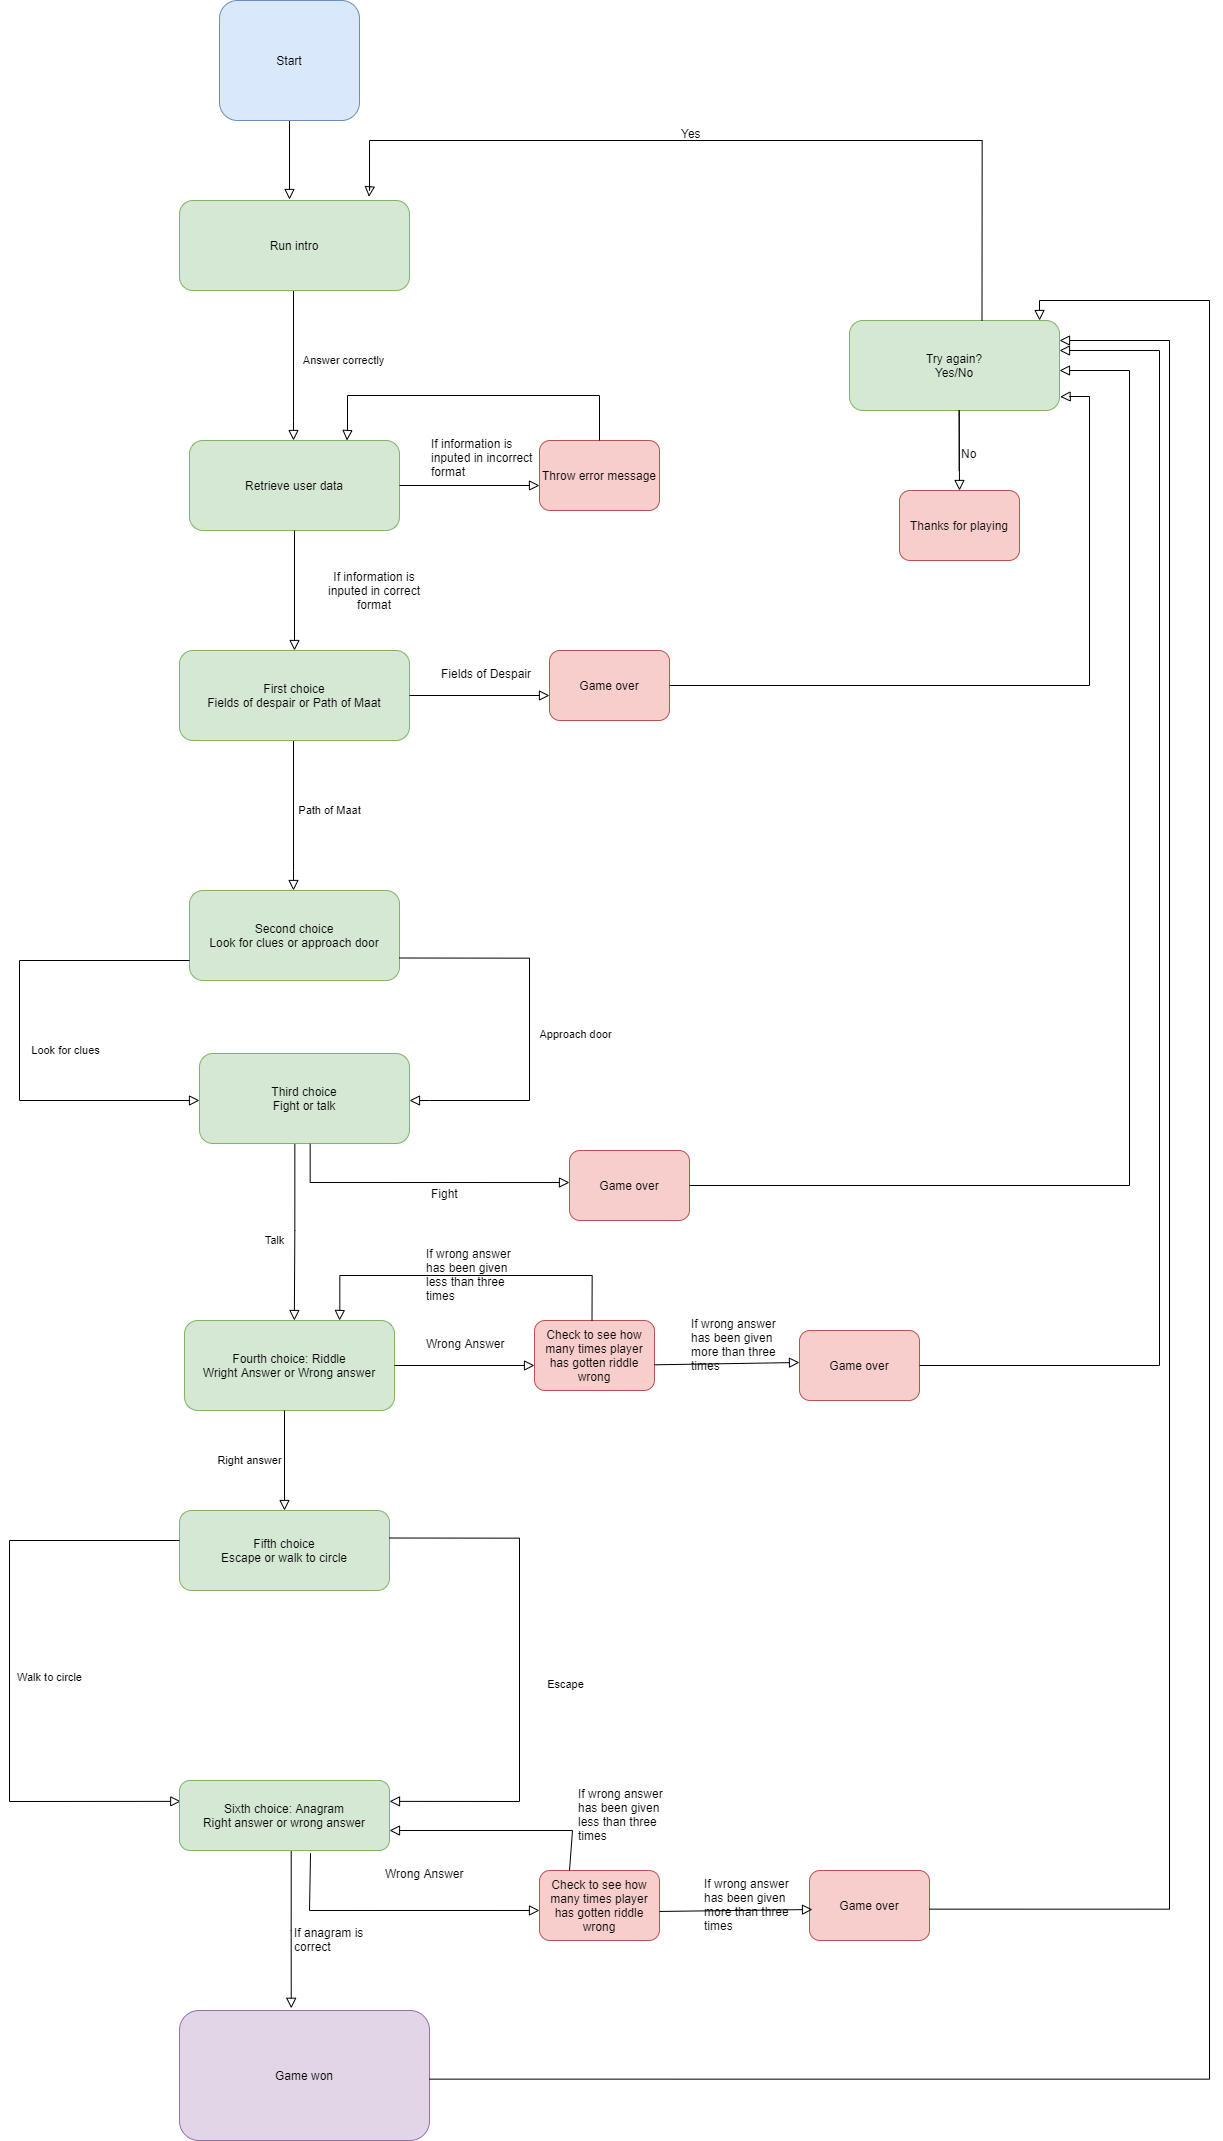 Start
Yes
Run intro
Answer correctly
Try again?
Yes/No
No
Thanks for playing
If information is
inputed in incorrect
format
Throw error message
Retrieve user data
If information is
inputed in correct
format
First choice
Fields of despair or Path of Maat
Fields of Despair
Game over
Path of Maat
Second choice
Look for clues or approach door
Look for clues
Approach door
Third choice
Fight or talk
Fight
Game over
Talk
If wrong answer
has been given
less than three
times
Fourth choice: Riddle
Wright Answer or Wrong answer
Wrong Answer
Check to see how
many times player
has gotten riddle
wrong
If wrong answer
has been given
more than three
times
Game over
Right answer
Fifth choice
Escape or walk to circle
Walk to circle
Escape
Sixth choice: Anagram
Right answer or wrong answer
If wrong answer
has been given
less than three
times
Wrong Answer
Check to see how
many times player
has gotten riddle
wrong
If wrong answer
has been given
more than three
times
Game over
If anagram is
correct
Game won